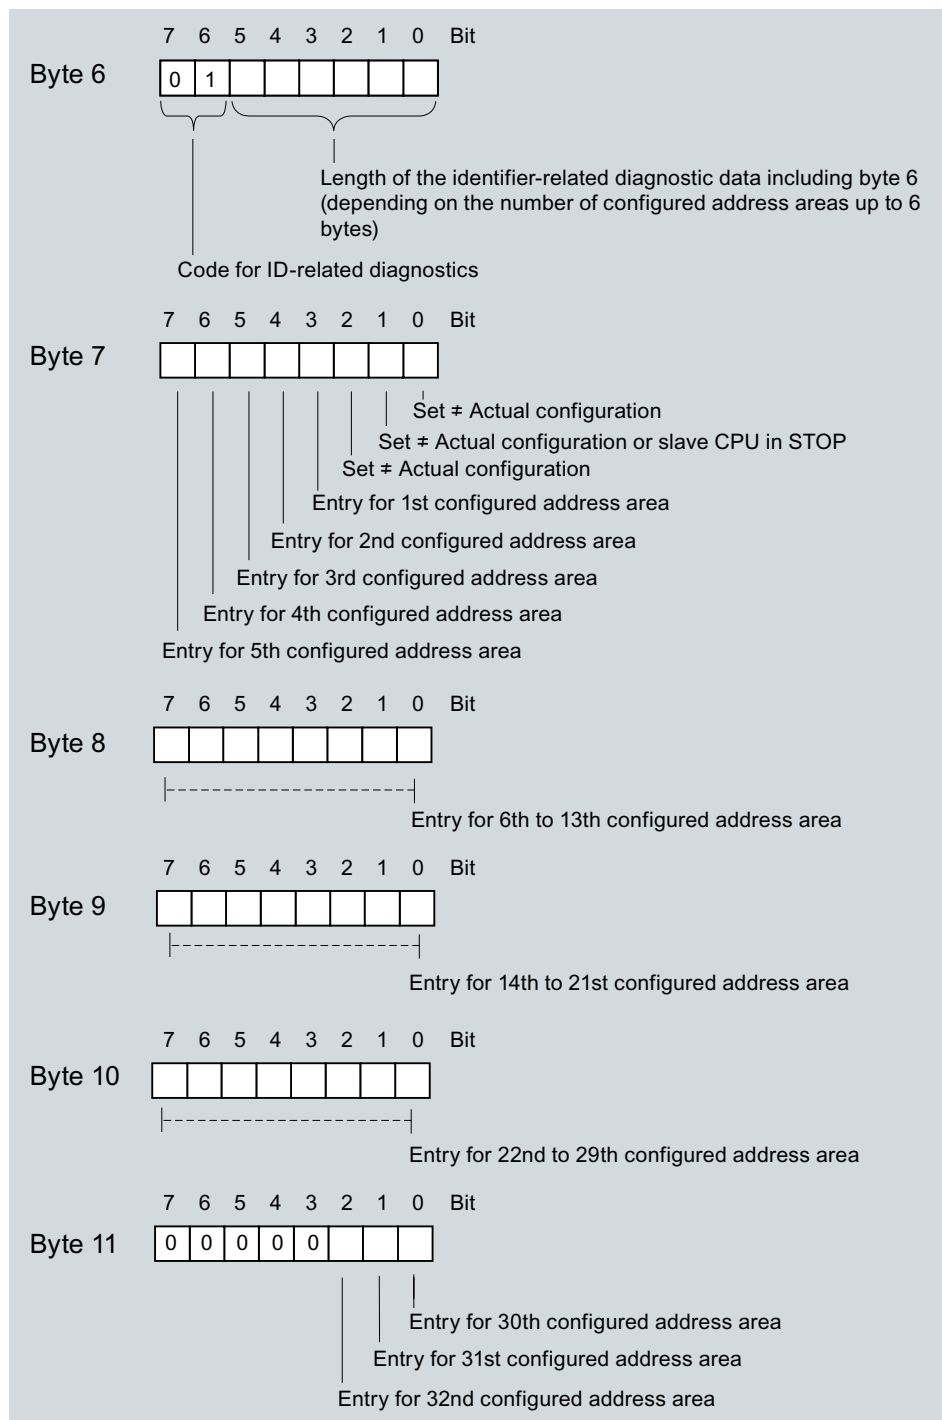 7 6 5 4 3 2 1 0 Bit
Byte 6
0 1
Length of the identifier-related diagnostic data including byte 6
(depending on the number of configured address areas up to 6
bytes)
Code for ID-related diagnostics
7 6 5 4 3 2 1 0 Bit
Byte 7
Set ≠ Actual configuration
Set ≠ Actual configuration or slave CPU in STOP
Set ≠ Actual configuration
Entry for 1st configured address area
Entry for 2nd configured address area
Entry for 3rd configured address area
Entry for 4th configured address area
Entry for 5th configured address area
7 6 5 4 3 2 1 0 Bit
Byte 8
Entry for 6th to 13th configured address area
7 6 5 4 3 2 1 0 Bit
Byte 9
Entry for 14th to 21st configured address area
7 6 5 4 3 2 1 0 Bit
Byte 10
Entry for 22nd to 29th configured address area
7 6 5 4 3 2 1 0 Bit
Byte 11
0 0 0 0 0
Entry for 30th configured address area
Entry for 31st configured address area
Entry for 32nd configured address area